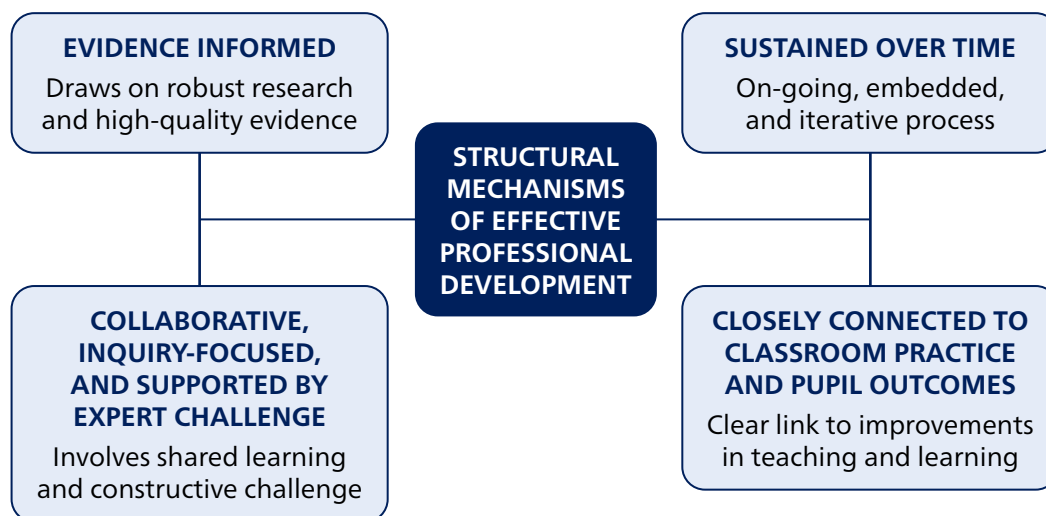 EVIDENCE INFORMED
Draws on robust research
and high-quality evidence
SUSTAINED OVER TIME
On-going, embedded,
and iterative process
STRUCTURAL
MECHANISMS
OF EFFECTIVE
PROFESSIONAL
DEVELOPMENT
COLLABORATIVE,
INQUIRY-FOCUSED,
AND SUPPORTED BY
EXPERT CHALLENGE
Involves shared learning
and constructive challenge
CLOSELY CONNECTED TO
CLASSROOM PRACTICE
AND PUPIL OUTCOMES
Clear link to improvements
in teaching and learning